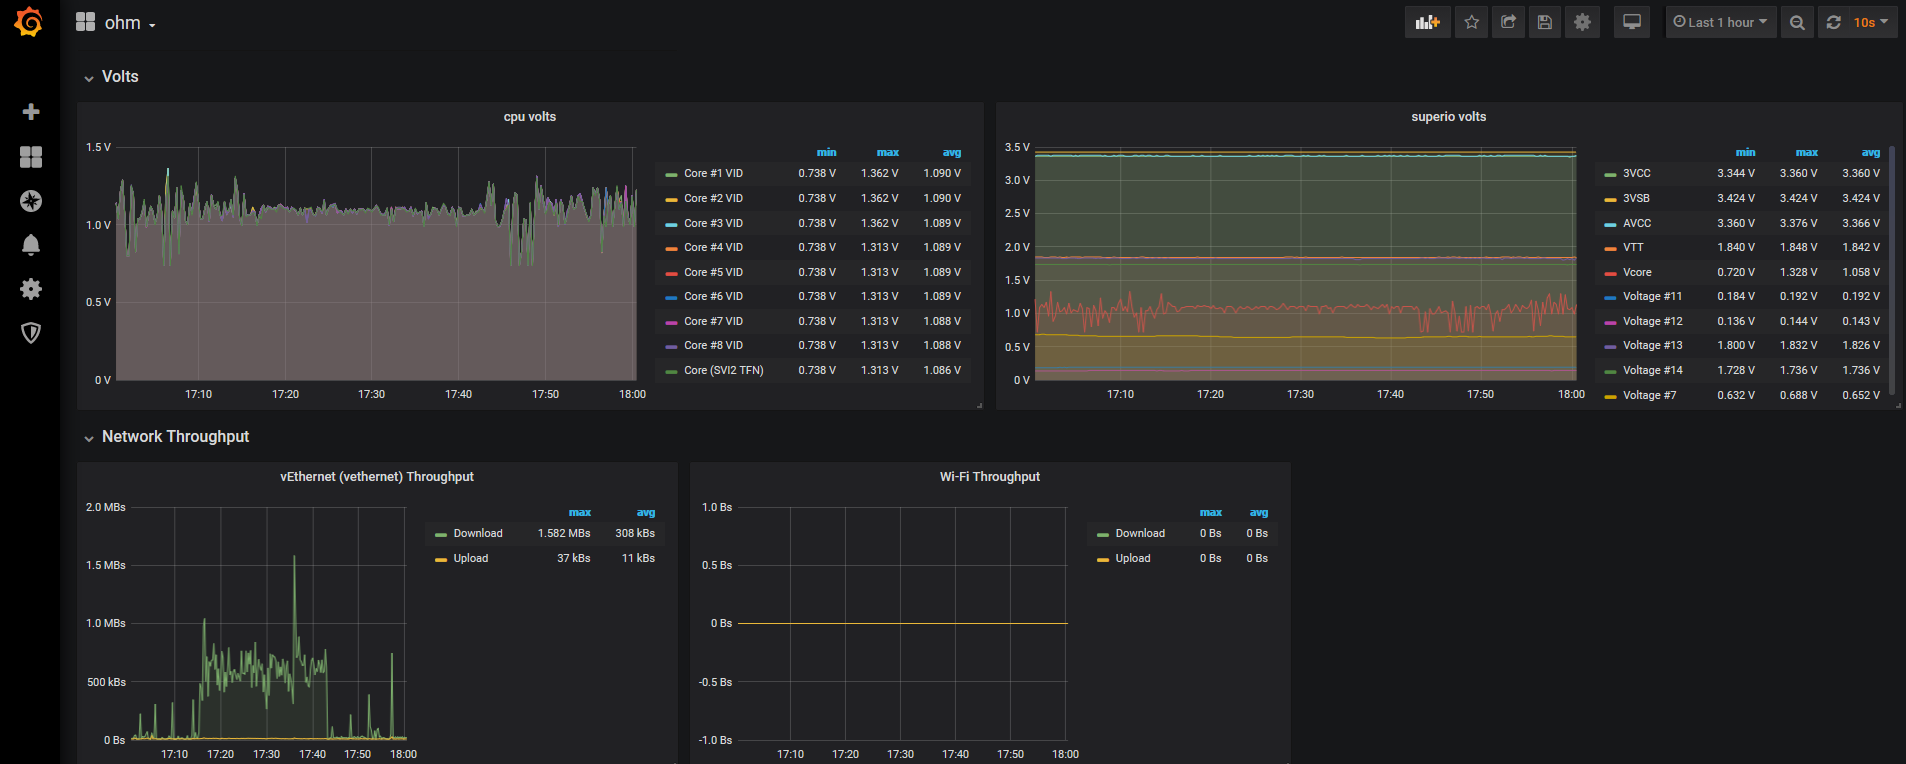 ohm
Last 1 hour
10s
Volts
cpu volts
1.5 V
1.0 V
0.5 V
0 V
17:10 17:20 17:30 17:40 17:50 18:00
min max avg
Core #1 VID 0.738 V 1.362 V 1.090 V
Core #2 VID 0.738 V 1.362 V 1.090 V
Core #3 VID 0.738 V 1.362 V 1.089 V
Core #4 VID 0.738 V 1.313 V 1.089 V
Core #5 VID 0.738 V 1.313 V 1.089 V
Core #6 VID 0.738 V 1.313 V 1.089 V
Core #7 VID 0.738 V 1.313 V 1.088 V
Core #8 VID 0.738 V 1.313 V 1.088 V
Core (SVI2 TFN) 0.738 V 1.313 V 1.086 V
superio volts
3.5 V
3.0 V
2.5 V
2.0 V
1.5 V
1.0 V
0.5 V
0 V
17:10 17:20 17:30 17:40 17:50 18:00
min max avg
3VCC 3.344 V 3.360 V 3.360 V
3VSB 3.424 V 3.424 V 3.424 V
AVCC 3.360 V 3.376 V 3.366 V
VTT 1.840 V 1.848 V 1.842 V
Vcore 0.720 V 1.328 V 1.058 V
Voltage #11 0.184 V 0.192 V 0.192 V
Voltage #12 0.136 V 0.144 V 0.143 V
Voltage #13 1.800 V 1.832 V 1.826 V
Voltage #14 1.728 V 1.736 V 1.736 V
Voltage #7 0.632 V 0.688 V 0.652 V
Network Throughput
vEthernet (vethernet) Throughput
2.0 MBs
1.5 MBs
1.0 MBs
500 kBs
0 Bs
17:10 17:20 17:30 17:40 17:50 18:00
max avg
Download 1.582 MBs 308 kBs
Upload 37 kBs 11 kBs
Wi-Fi Throughput
1.0 Bs
0.5 Bs
0 Bs
-0.5 Bs
-1.0 Bs
17:10 17:20 17:30 17:40 17:50 18:00
max avg
Download 0 Bs 0 Bs
Upload 0 Bs 0 Bs